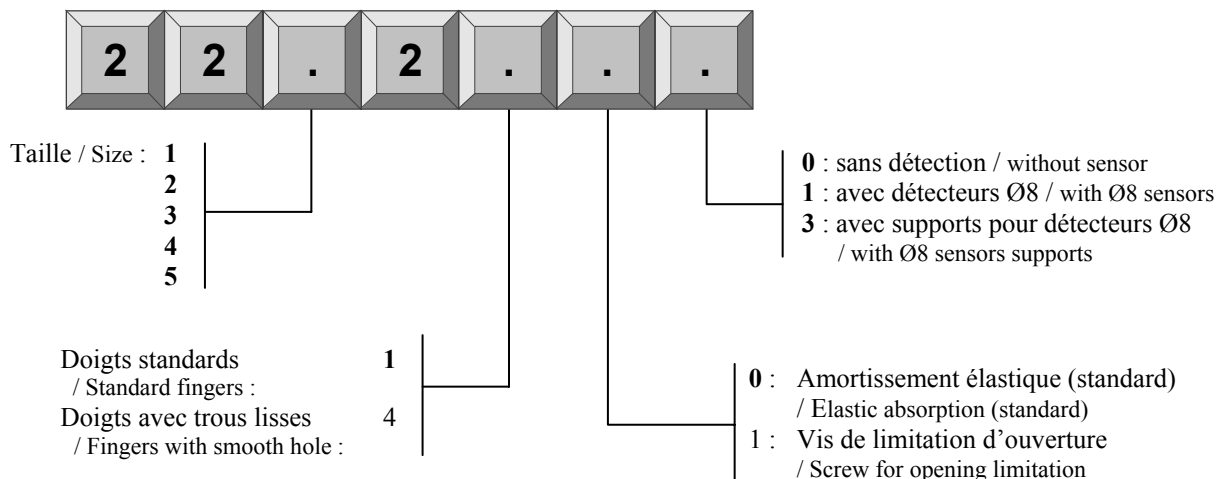 2 2 . 2 . . .
Taille / Size : 1
2
3
4
5
0 : sans détection / without sensor
1 : avec détecteurs Ø8 / with Ø8 sensors
3 : avec supports pour détecteurs Ø8
/ with Ø8 sensors supports
Doigts standards 1
/ Standard fingers :
Doigts avec trous lisses 4
/ Fingers with smooth hole :
0 : Amortissement élastique (standard)
/ Elastic absorption (standard)
1 : Vis de limitation d’ouverture
/ Screw for opening limitation